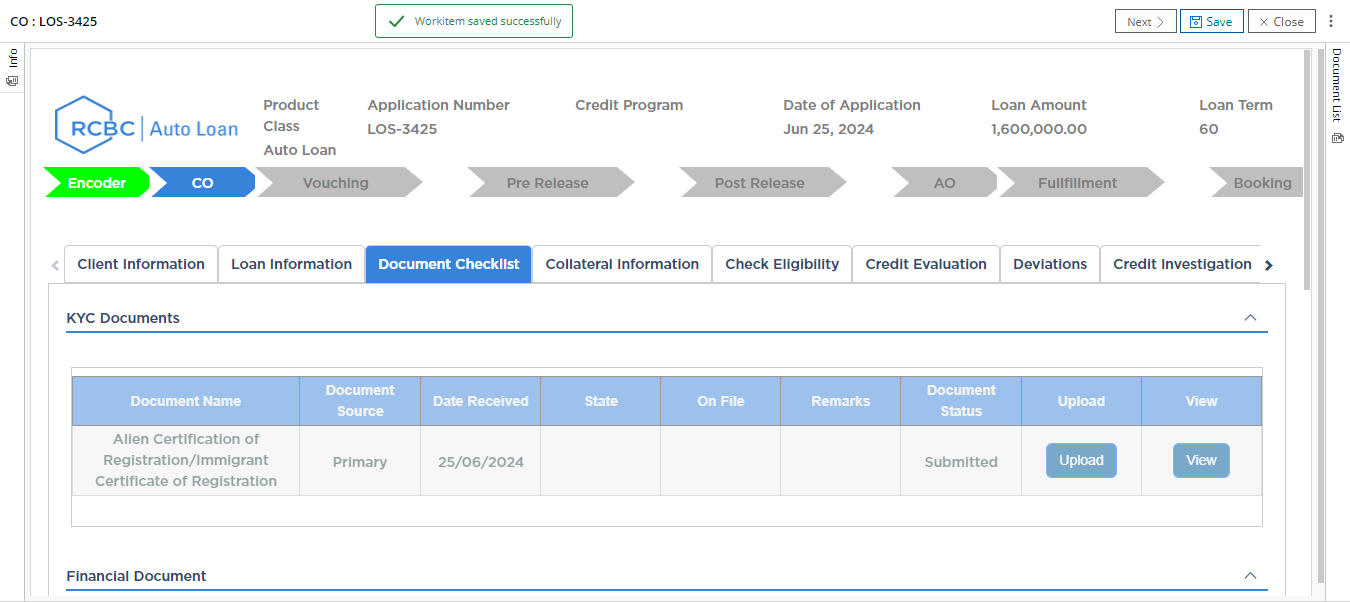 CO : LOS-3425
Workitem saved successfully
Next
Save
Close
Info
Document List
RCBC Auto Loan
Product Class
Auto Loan
Application Number
LOS-3425
Credit Program
Date of Application
Jun 25, 2024
Loan Amount
1,600,000.00
Loan Term
60
Encoder
CO
Vouching
Pre Release
Post Release
AO
Fullfillment
Booking
Client Information
Loan Information
Document Checklist
Collateral Information
Check Eligibility
Credit Evaluation
Deviations
Credit Investigation
KYC Documents
Document Name
Document Source
Date Received
State
On File
Remarks
Document Status
Upload
View
Alien Certification of
Registration/Immigrant
Certificate of Registration
Primary
25/06/2024
Submitted
Upload
View
Financial Document